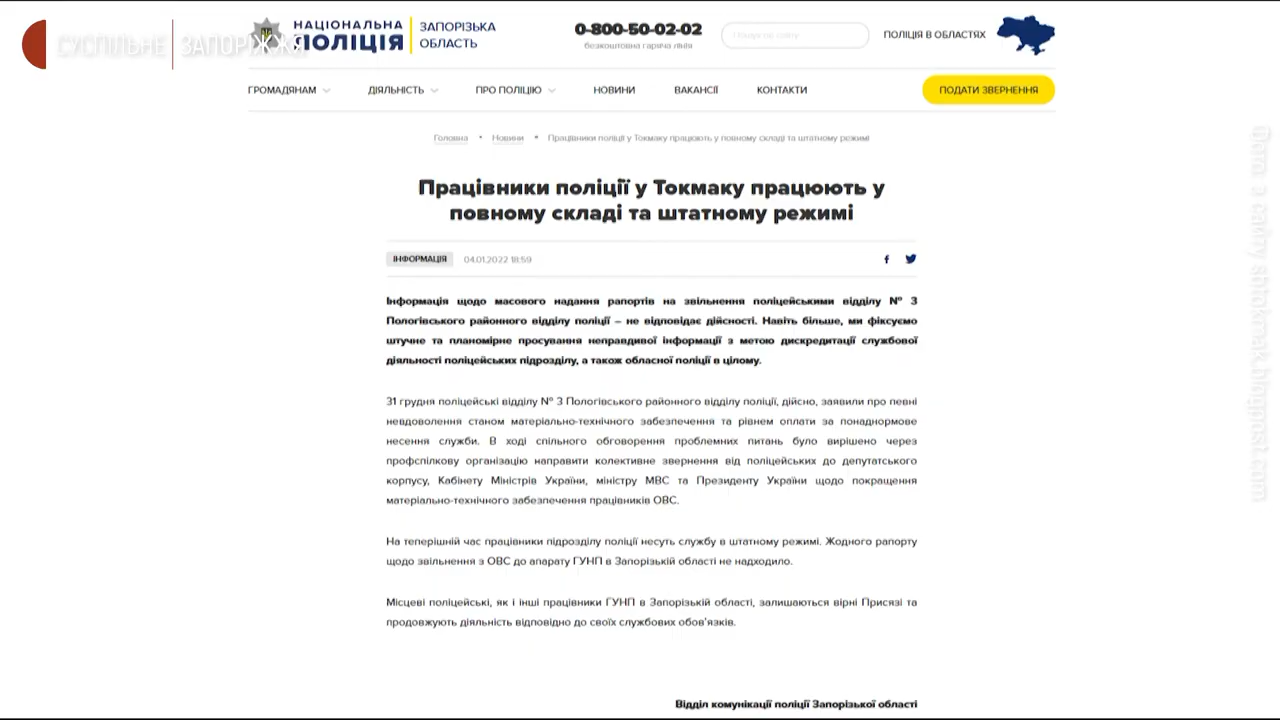 СУСПІЛЬНЕ ЗАПОРІЖЖЯ
НАЦІОНАЛЬНА
ПОЛІЦІЯ
ЗАПОРІЗЬКА
ОБЛАСТЬ
0-800-50-02-02
безкоштовна гаряча лінія
Пошук по сайту
ПОЛІЦІЯ В ОБЛАСТЯХ
ГРОМАДЯНАМ
ДІЯЛЬНІСТЬ
ПРО ПОЛІЦІЮ
НОВИНИ
ВАКАНСІЇ
КОНТАКТИ
ПОДАТИ ЗВЕРНЕННЯ
Головна • Новини • Працівники поліції у Токмаку працюють у повному складі та штатному режимі
Працівники поліції у Токмаку працюють у
повному складі та штатному режимі
ІНФОРМАЦІЯ 04.01.2022 18:59
Інформація щодо масового надання рапортів на звільнення поліцейськими відділу № 3
Пологівського районного відділу поліції – не відповідає дійсності. Навіть більше, ми фіксуємо
штучне та планомірне просування неправдивої інформації з метою дискредитації службової
діяльності поліцейських підрозділу, а також обласної поліції в цілому.
31 грудня поліцейські відділу № 3 Пологівського районного відділу поліції, дійсно, заявили про певні
невдоволення станом матеріально-технічного забезпечення та рівнем оплати за понаднормове
несення служби. В ході спільного обговорення проблемних питань було вирішено через
профспілкову організацію направити колективне звернення від поліцейських до депутатського
корпусу, Кабінету Міністрів України, міністру МВС та Президенту України щодо покращення
матеріально-технічного забезпечення працівників ОВС.
На теперішній час працівники підрозділу поліції несуть службу в штатному режимі. Жодного рапорту
щодо звільнення з ОВС до апарату ГУНП в Запорізькій області не надходило.
Місцеві поліцейські, як і інші працівники ГУНП в Запорізькій області, залишаються вірні Присязі та
продовжують діяльність відповідно до своїх службових обов'язків.
Відділ комунікації поліції Запорізької області